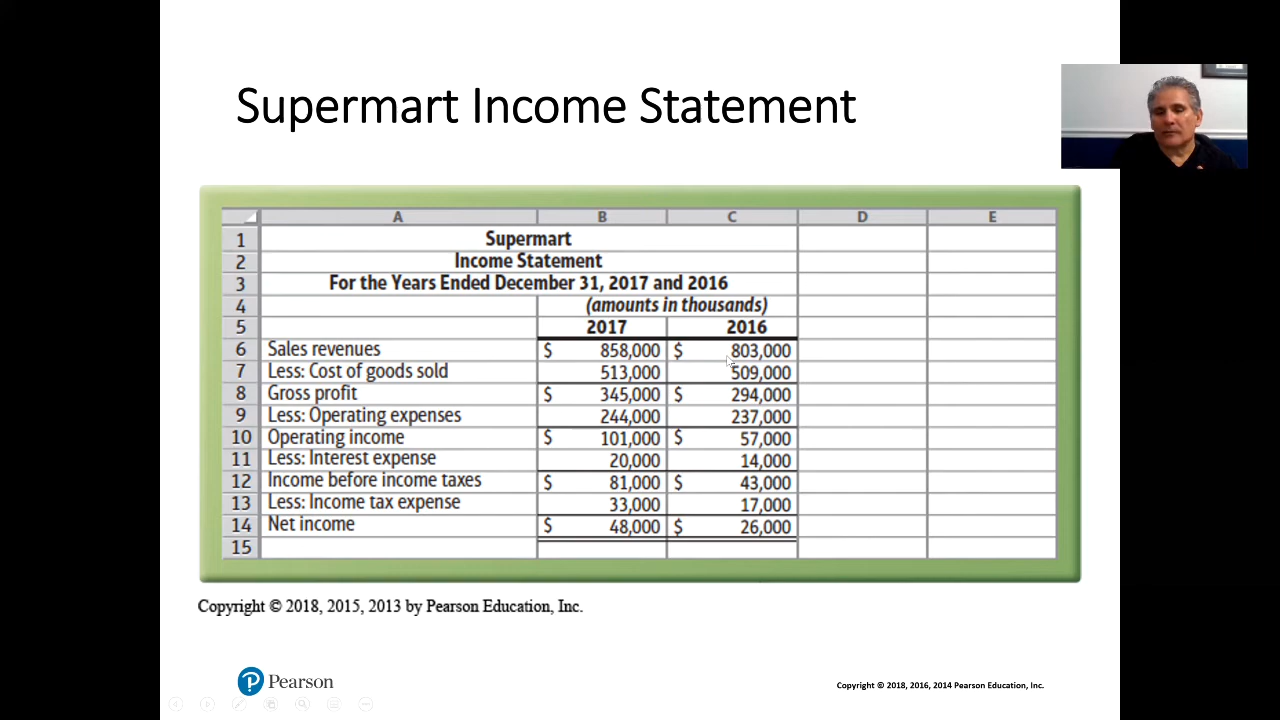 Supermart Income Statement
A B C D E
1 Supermart
2 Income Statement
3 For the Years Ended December 31, 2017 and 2016
4 (amounts in thousands)
5 2017 2016
6 Sales revenues $ 858,000 $ 803,000
7 Less: Cost of goods sold 513,000 509,000
8 Gross profit $ 345,000 $ 294,000
9 Less: Operating expenses 244,000 237,000
10 Operating income $ 101,000 $ 57,000
11 Less: Interest expense 20,000 14,000
12 Income before income taxes $ 81,000 $ 43,000
13 Less: Income tax expense 33,000 17,000
14 Net income $ 48,000 $ 26,000
15
Copyright © 2018, 2015, 2013 by Pearson Education, Inc.
P Pearson
Copyright © 2018, 2016, 2014 Pearson Education, Inc.